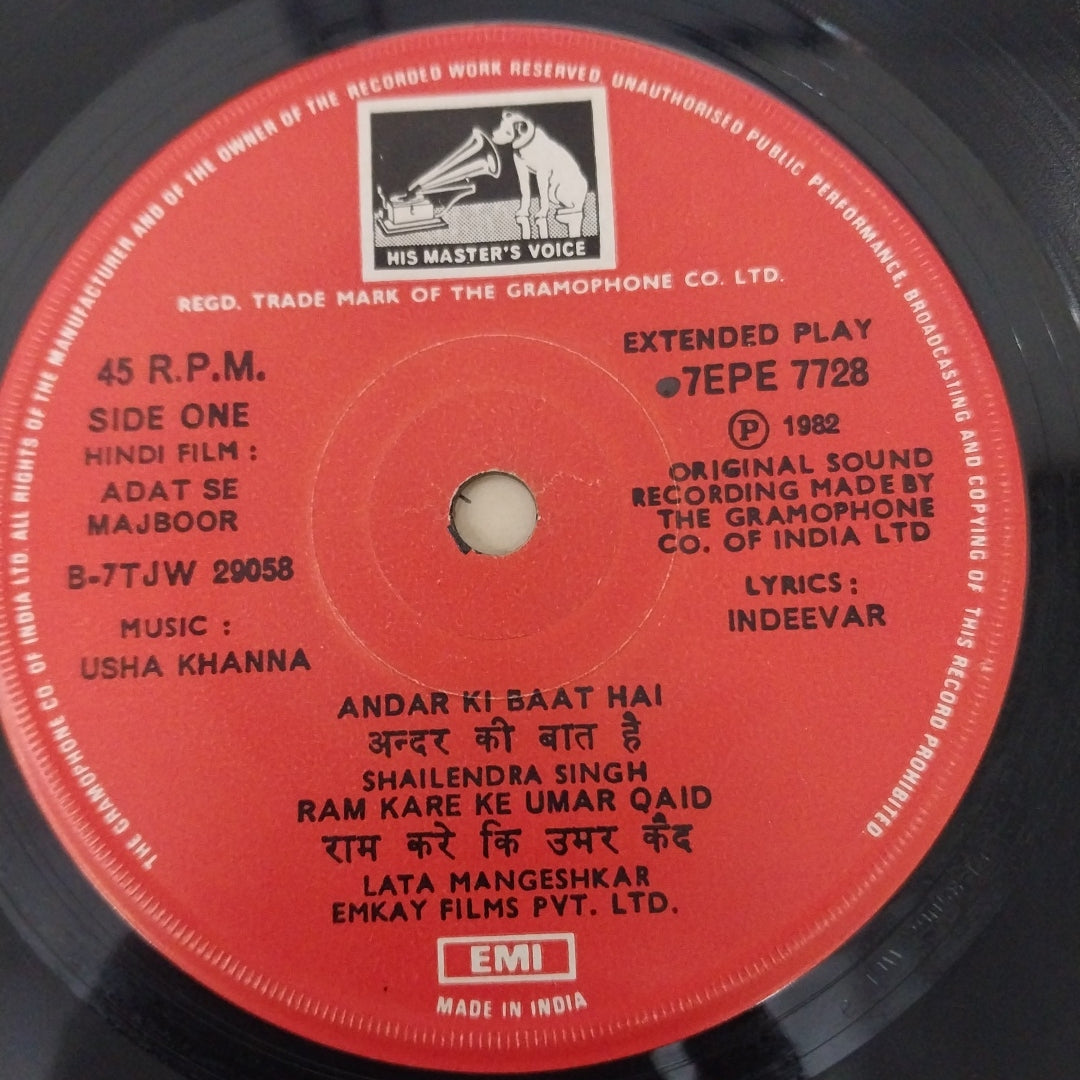 THE GRAMOPHONE CO. OF INDIA LTD. ALL RIGHTS OF THE MANUFACTURER AND OF THE OWNER OF THE RECORDED WORK RESERVED. UNAUTHORISED PUBLIC PERFORMANCE, BROADCASTING AND COPYING OF THIS RECORD PROHIBITED
HIS MASTER'S VOICE
REGD. TRADE MARK OF THE GRAMOPHONE CO. LTD.
45 R.P.M.
SIDE ONE
HINDI FILM :
ADAT SE
MAJBOOR
B-7TJW 29058
MUSIC :
USHA KHANNA
EXTENDED PLAY
7EPE 7728
Ⓟ 1982
ORIGINAL SOUND
RECORDING MADE BY
THE GRAMOPHONE
CO. OF INDIA LTD
LYRICS :
INDEEVAR
ANDAR KI BAAT HAI
अन्दर की बात है
SHAILENDRA SINGH
RAM KARE KE UMAR QAID
राम करे कि उमर कैद
LATA MANGESHKAR
EMKAY FILMS PVT. LTD.
EMI
MADE IN INDIA